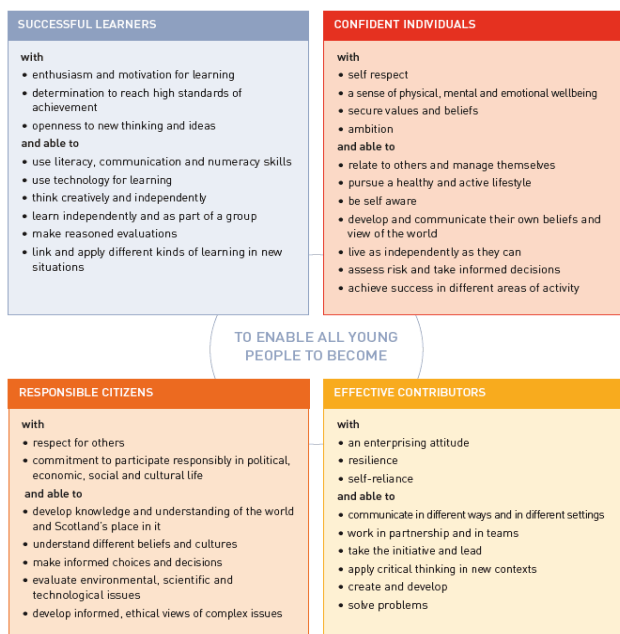 SUCCESSFUL LEARNERS
with
• enthusiasm and motivation for learning
• determination to reach high standards of
achievement
• openness to new thinking and ideas
and able to
• use literacy, communication and numeracy skills
• use technology for learning
• think creatively and independently
• learn independently and as part of a group
• make reasoned evaluations
• link and apply different kinds of learning in new
situations
CONFIDENT INDIVIDUALS
with
• self respect
• a sense of physical, mental and emotional wellbeing
• secure values and beliefs
• ambition
and able to
• relate to others and manage themselves
• pursue a healthy and active lifestyle
• be self aware
• develop and communicate their own beliefs and
view of the world
• live as independently as they can
• assess risk and take informed decisions
• achieve success in different areas of activity
TO ENABLE ALL YOUNG
PEOPLE TO BECOME
RESPONSIBLE CITIZENS
with
• respect for others
• commitment to participate responsibly in political,
economic, social and cultural life
and able to
• develop knowledge and understanding of the world
and Scotland's place in it
• understand different beliefs and cultures
• make informed choices and decisions
• evaluate environmental, scientific and
technological issues
• develop informed, ethical views of complex issues
EFFECTIVE CONTRIBUTORS
with
• an enterprising attitude
• resilience
• self-reliance
and able to
• communicate in different ways and in different settings
• work in partnership and in teams
• take the initiative and lead
• apply critical thinking in new contexts
• create and develop
• solve problems